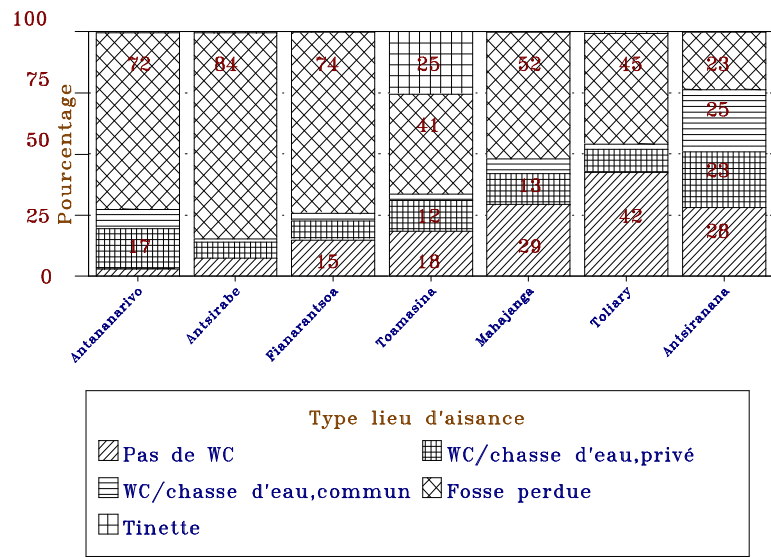 100
72
84
74
25
52
45
23
75
25
41
50
23
13
17
12
25
42
29
28
15
18
0
Pourcentage
Antananarivo
Antsirabe
Fianarantsoa
Toamasina
Mahajanga
Toliary
Antsiranana
Type lieu d'aisance
Pas de WC
WC/chasse d'eau,privé
WC/chasse d'eau,commun
Fosse perdue
Tinette